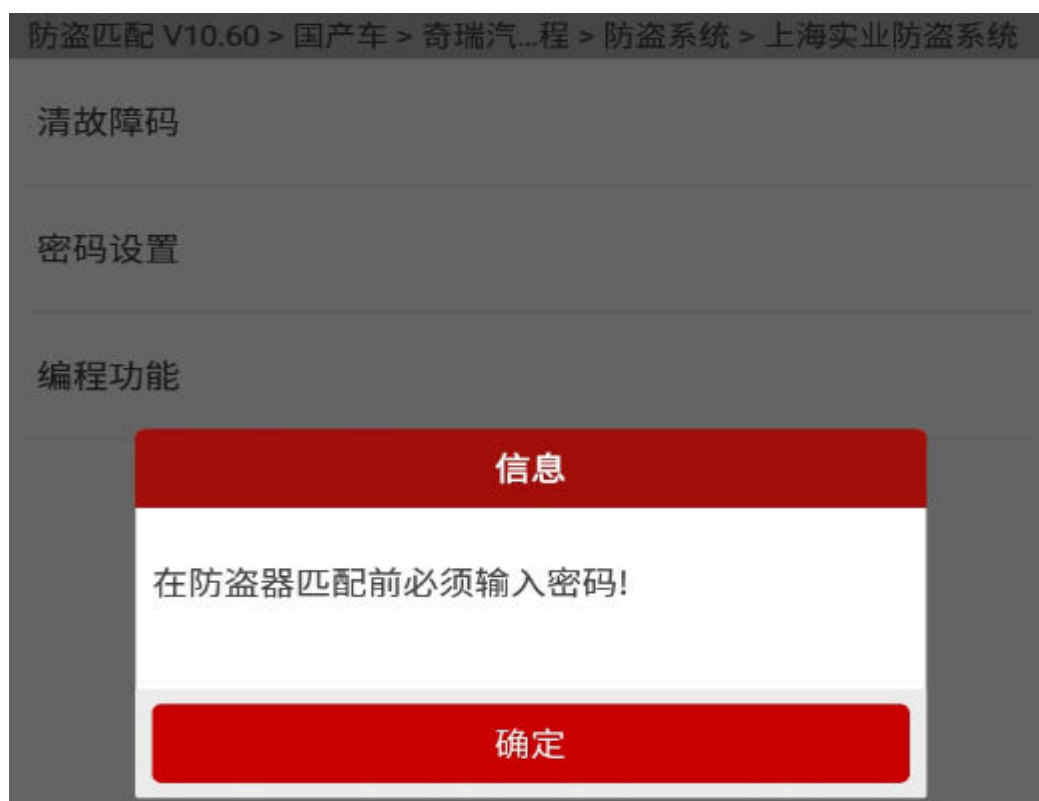 防盗匹配 V10.60 > 国产车 > 奇瑞汽...程 > 防盗系统 > 上海实业防盗系统
清故障码
密码设置
编程功能
信息
在防盗器匹配前必须输入密码!
确定